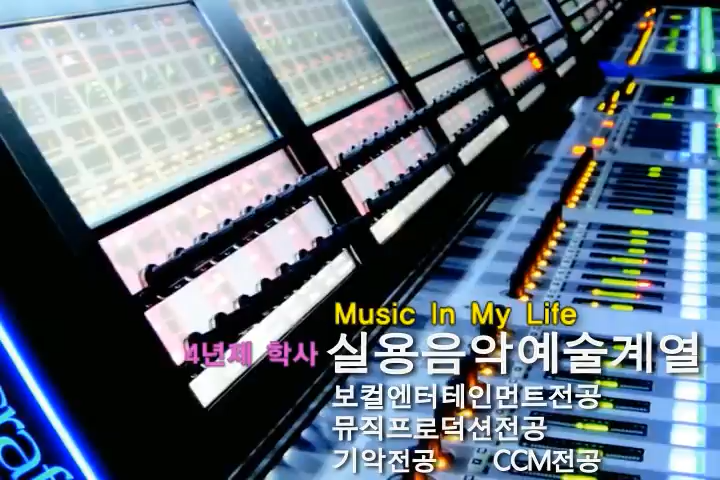 Music In My Life
4년제 학사 실용음악예술계열
보컬엔터테인먼트전공
뮤직프로덕션전공
기악전공 CCM전공